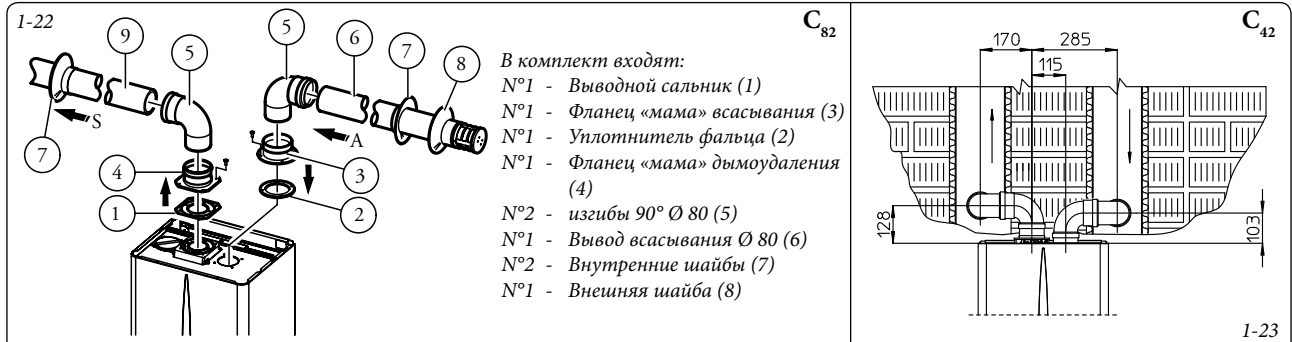 1-22
C82
9
5
5
6
7
8
S
A
7
4
3
1
2
В комплект входят:
N°1 - Выводной сальник (1)
N°1 - Фланец «мама» всасывания (3)
N°1 - Уплотнитель фальца (2)
N°1 - Фланец «мама» дымоудаления
(4)
N°2 - изгибы 90° Ø 80 (5)
N°1 - Вывод всасывания Ø 80 (6)
N°2 - Внутренние шайбы (7)
N°1 - Внешняя шайба (8)
C42
170
285
115
128
103
1-23